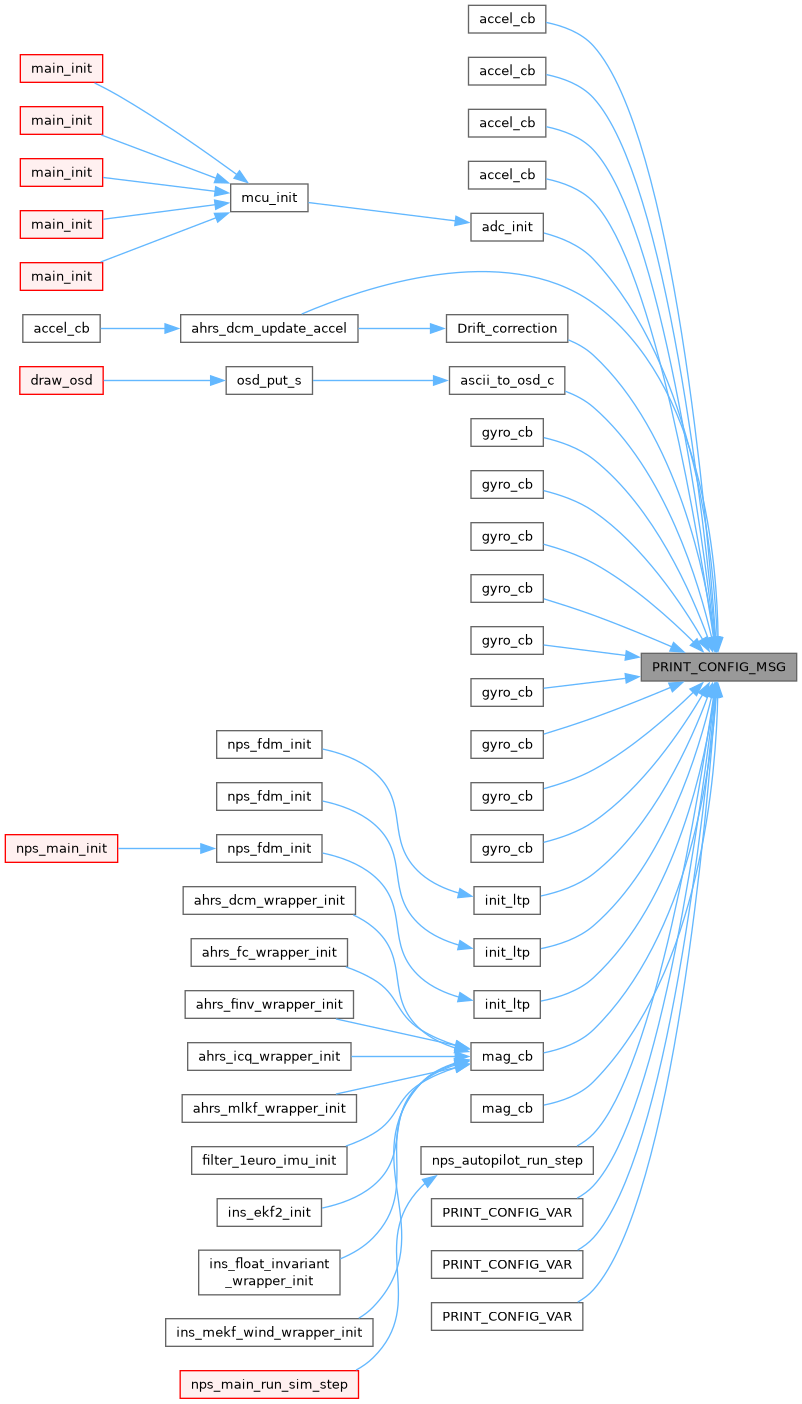 accel_cb
main_init
accel_cb
main_init
accel_cb
main_init
accel_cb
mcu_init
main_init
adc_init
main_init
accel_cb
ahrs_dcm_update_accel
Drift_correction
draw_osd
osd_put_s
ascii_to_osd_c
gyro_cb
gyro_cb
gyro_cb
gyro_cb
gyro_cb
PRINT_CONFIG_MSG
gyro_cb
nps_fdm_init
gyro_cb
nps_fdm_init
gyro_cb
nps_main_init
nps_fdm_init
gyro_cb
ahrs_dcm_wrapper_init
init_ltp
ahrs_fc_wrapper_init
init_ltp
ahrs_finv_wrapper_init
init_ltp
ahrs_icq_wrapper_init
mag_cb
ahrs_mlkf_wrapper_init
mag_cb
filter_1euro_imu_init
nps_autopilot_run_step
ins_ekf2_init
PRINT_CONFIG_VAR
ins_float_invariant
_wrapper_init
PRINT_CONFIG_VAR
ins_mekf_wind_wrapper_init
PRINT_CONFIG_VAR
nps_main_run_sim_step